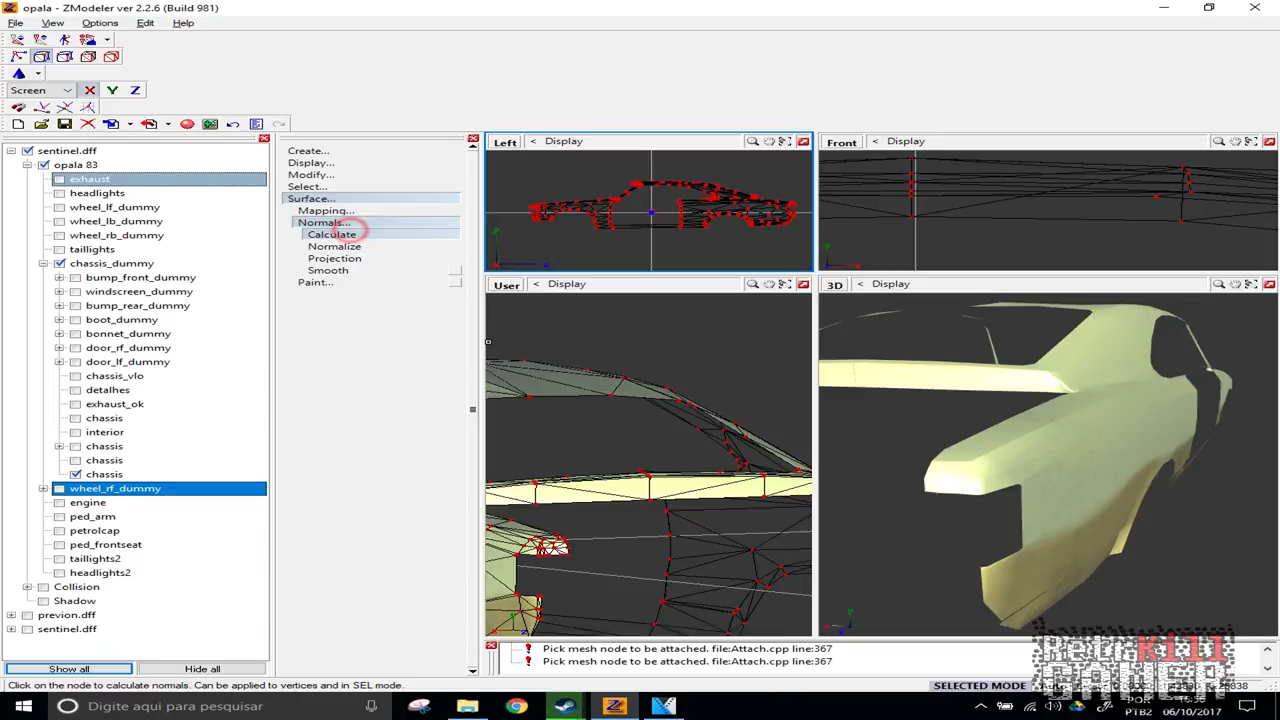 opala - ZModeler ver 2.2.6 (Build 981)
File View Options Edit Help
Screen X Y Z
sentinel.dff
opala 83
exhaust
headlights
wheel_lf_dummy
wheel_lb_dummy
wheel_rb_dummy
taillights
chassis_dummy
bump_front_dummy
windscreen_dummy
bump_rear_dummy
boot_dummy
bonnet_dummy
door_rf_dummy
door_lf_dummy
chassis_vlo
detalhes
exhaust_ok
chassis
interior
chassis
chassis
chassis
wheel_rf_dummy
engine
ped_arm
petrolcap
ped_frontseat
taillights2
headlights2
Collision
Shadow
previon.dff
sentinel.dff
Show all
Hide all
Create...
Display...
Modify...
Select...
Surface...
Mapping...
Normals...
Calculate
Normalize
Projection
Smooth
Paint...
Left < Display
Front < Display
User < Display
3D < Display
Pick mesh node to be attached. file:Attach.cpp line:367
Pick mesh node to be attached. file:Attach.cpp line:367
Click on the node to calculate normals. Can be applied to vertices and in SEL mode.
SELECTED MODE
Digite aqui para pesquisar
POR
PTB2
06/10/2017